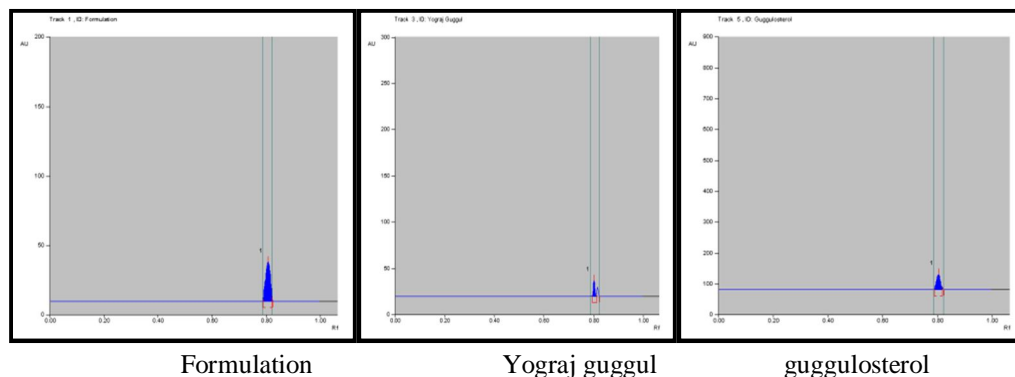 Track 1 , ID: Formulation
AU
200
150
100
50
0
0.00 0.20 0.40 0.60 0.80 1.00
Rf
1
Track 3 , ID: Yograj Guggul
AU
300
250
200
150
100
50
0
0.00 0.20 0.40 0.60 0.80 1.00
Rf
1
Track 5 , ID: Guggulosterol
AU
900
800
700
600
500
400
300
200
100
0
0.00 0.20 0.40 0.60 0.80 1.00
Rf
1
Formulation Yograj guggul guggulosterol